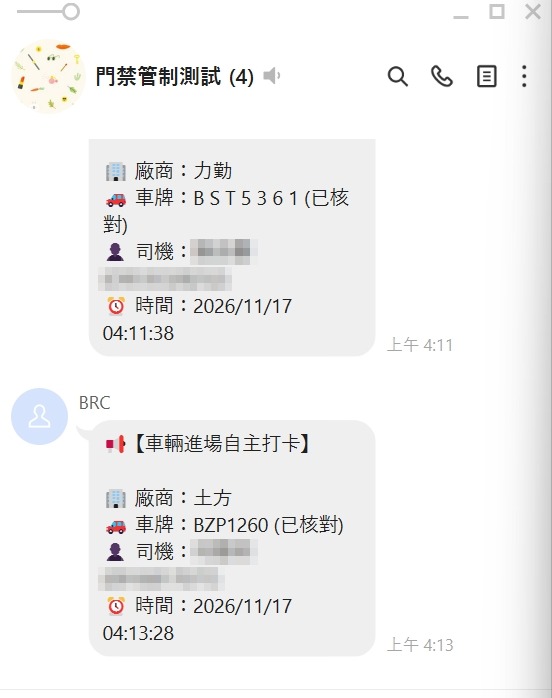 門禁管制測試 (4)
廠商：力勤
車牌：B S T 5 3 6 1 (已核
對)
司機：
時間：2026/11/17
04:11:38
上午 4:11
BRC
【車輛進場自主打卡】
廠商：土方
車牌：BZP1260 (已核對)
司機：
時間：2026/11/17
04:13:28
上午 4:13